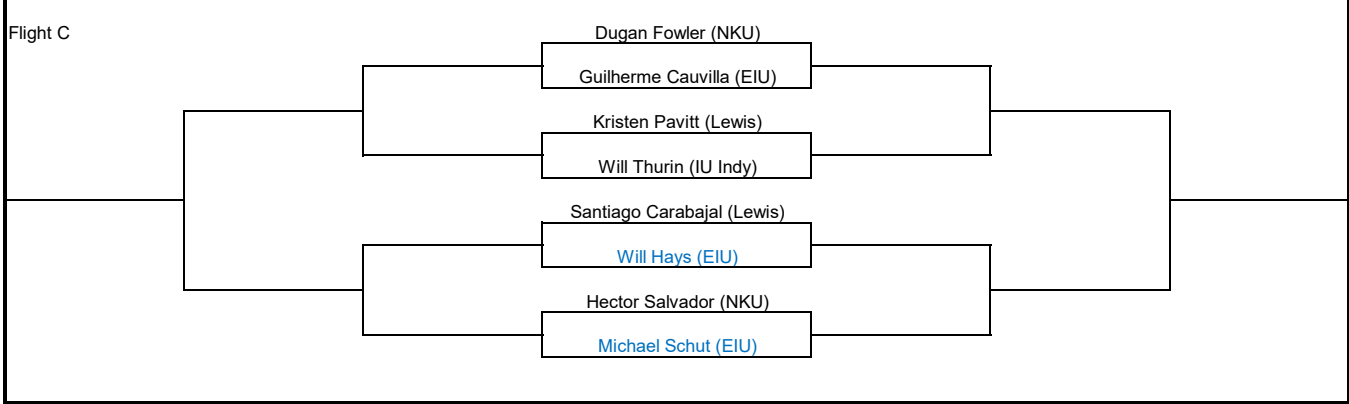 Flight C
Dugan Fowler (NKU)
Guilherme Cauvilla (EIU)
Kristen Pavitt (Lewis)
Will Thurin (IU Indy)
Santiago Carabajal (Lewis)
Will Hays (EIU)
Hector Salvador (NKU)
Michael Schut (EIU)